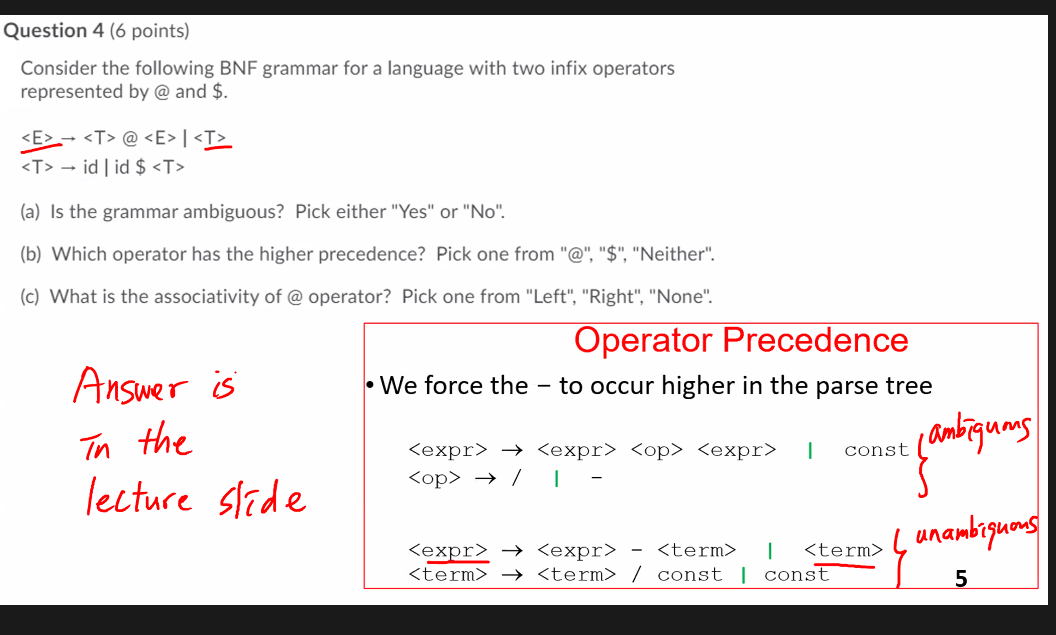 Question 4 (6 points)
Consider the following BNF grammar for a language with two infix operators
represented by @ and $.
<E> → <T> @ <E> | <T>
<T> → id | id $ <T>
(a) Is the grammar ambiguous? Pick either "Yes" or "No".
(b) Which operator has the higher precedence? Pick one from "@", "$", "Neither".
(c) What is the associativity of @ operator? Pick one from "Left", "Right", "None".
Answer is
in the
lecture slide
Operator Precedence
• We force the – to occur higher in the parse tree
<expr> → <expr> <op> <expr> | const
ambiguous
<op> → / | -
<expr> → <expr> - <term> | <term>
unambiguous
<term> → <term> / const | const
5